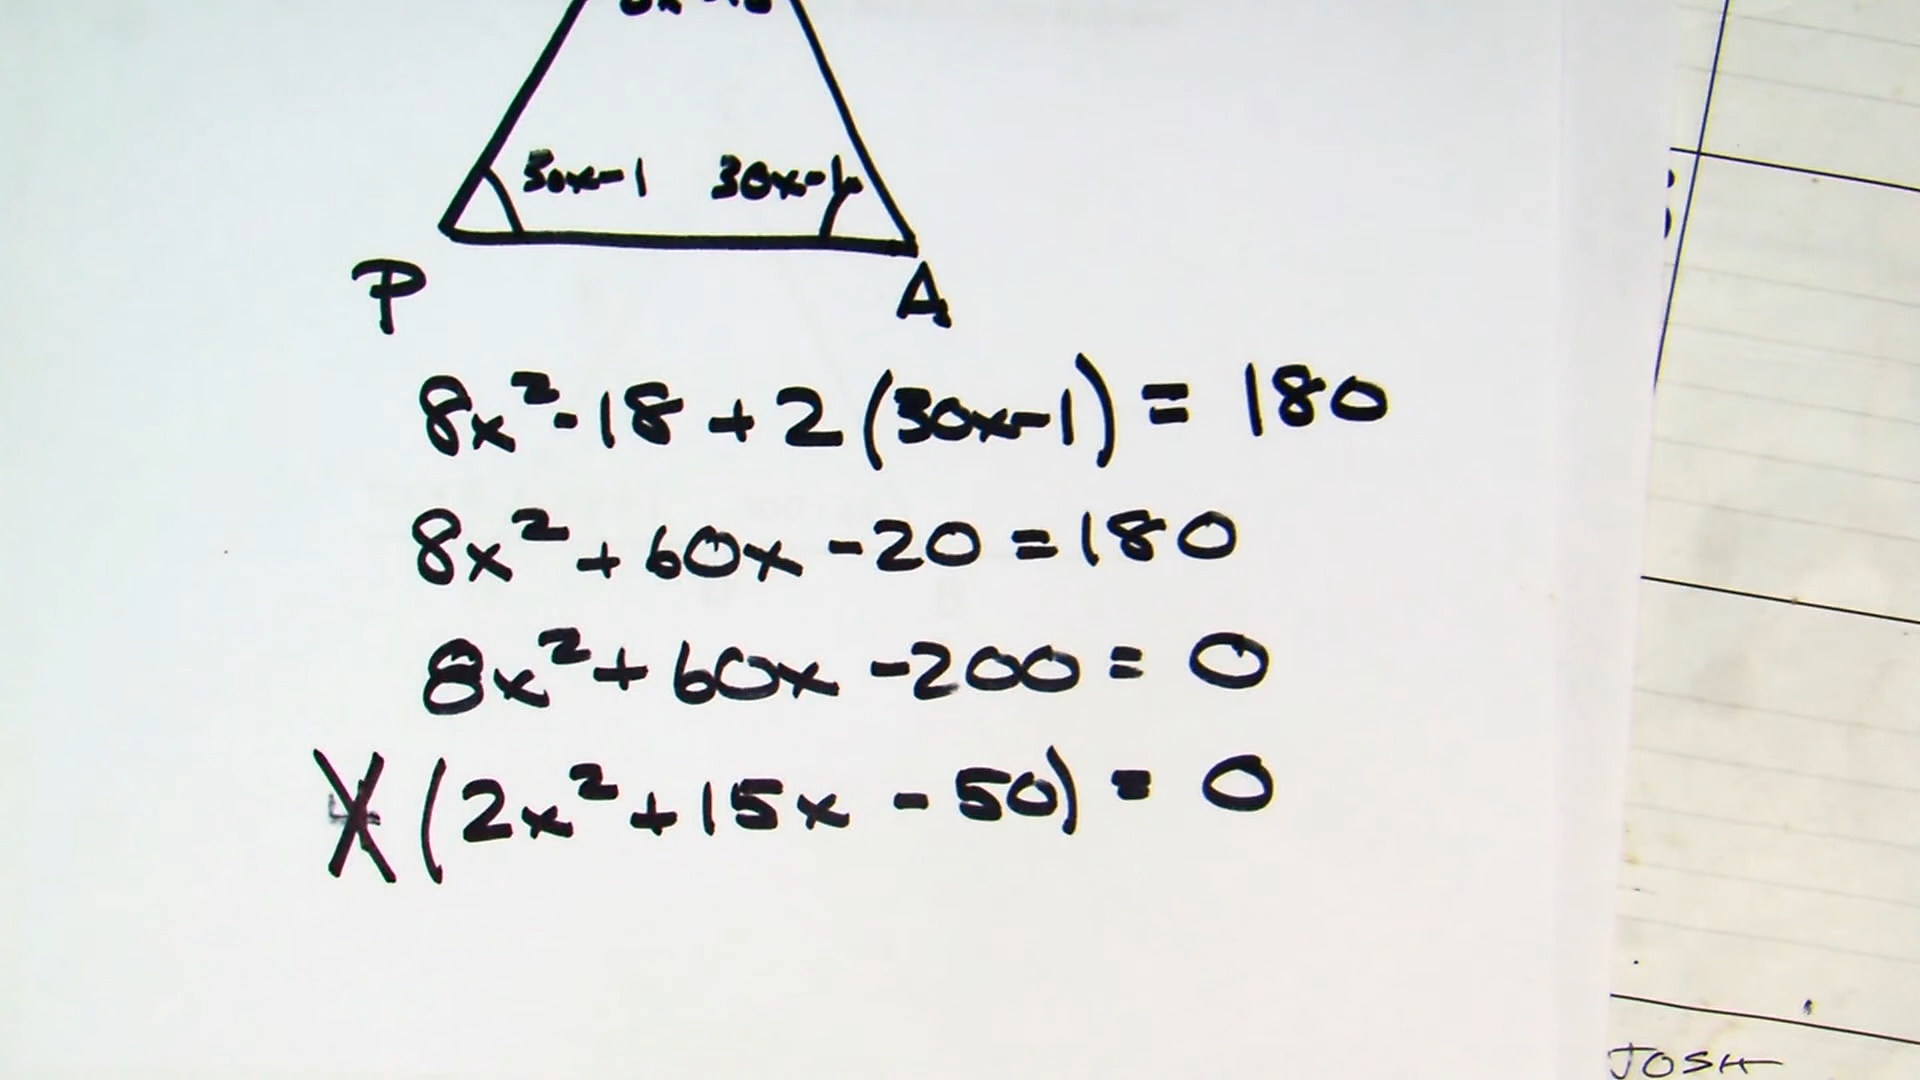 30x-1 30x-1
P A
8x²-18+2(30x-1)=180
8x²+60x-20=180
8x²+60x-200=0
4(2x²+15x-50)=0
JOSH